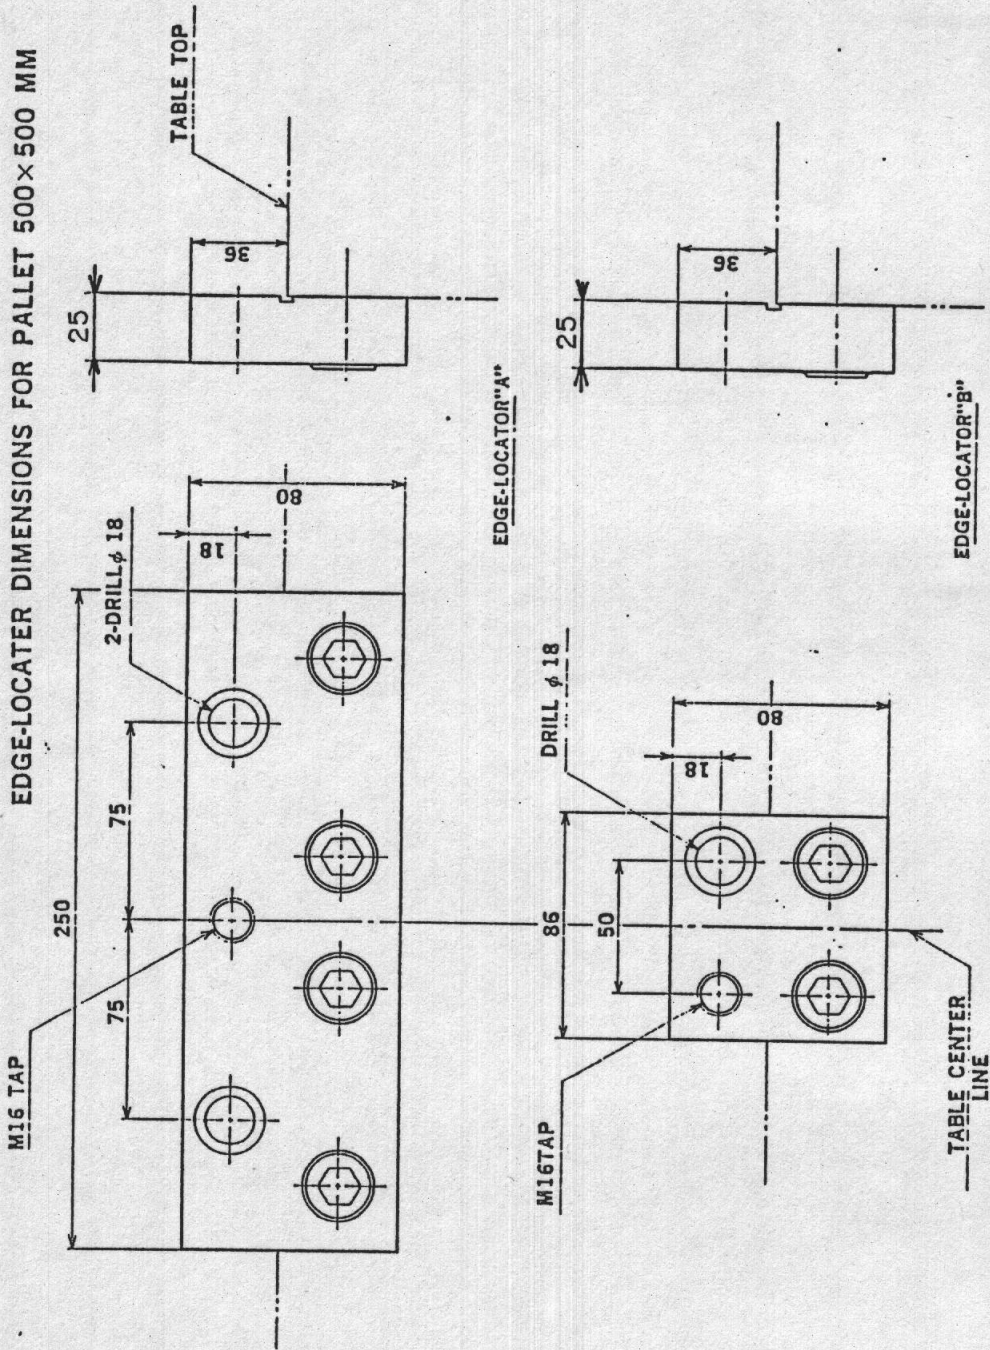 EDGE-LOCATER DIMENSIONS FOR PALLET 500×500 MM
M16 TAP
250
75
75
2-DRILL φ 18
18
80
25
36
TABLE TOP
EDGE-LOCATOR"A"
M16TAP
86
50
DRILL φ 18
18
80
25
36
TABLE CENTER
LINE
EDGE-LOCATOR"B"